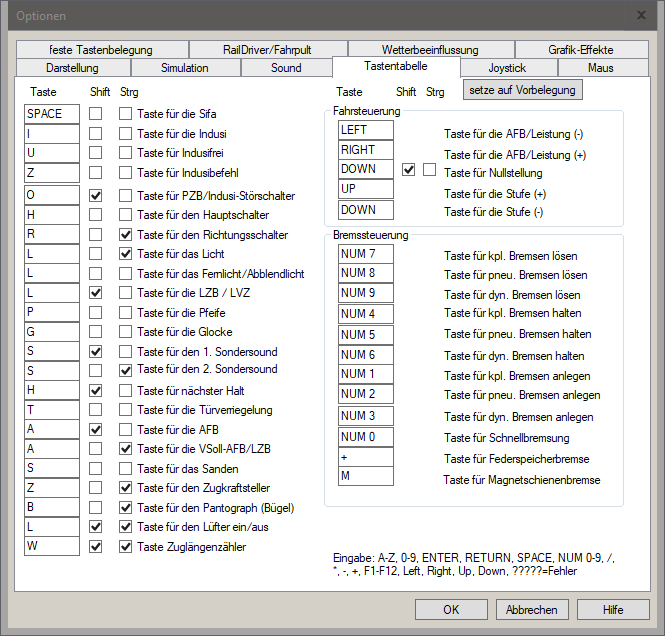 Optionen
feste Tastenbelegung RailDriver/Fahrpult Wetterbeeinflussung Grafik-Effekte
Darstellung Simulation Sound Tastentabelle Joystick Maus
Taste Shift Strg
SPACE Taste für die Sifa
I Taste für die Indusi
U Taste für Indusifrei
Z Taste für Indusibefehl
O Taste für PZB/Indusi-Störschalter
H Taste für den Hauptschalter
R Taste für den Richtungsschalter
L Taste für das Licht
L Taste für das Fernlicht/Abblendlicht
L Taste für die LZB / LVZ
P Taste für die Pfeife
G Taste für die Glocke
S Taste für den 1. Sondersound
S Taste für den 2. Sondersound
H Taste für nächster Halt
T Taste für die Türverriegelung
A Taste für die AFB
A Taste für die VSoll-AFB/LZB
S Taste für das Sanden
Z Taste für den Zugkraftsteller
B Taste für den Pantograph (Bügel)
L Taste für den Lüfter ein/aus
W Taste Zuglängenzähler
Taste Shift Strg setze auf Vorbelegung
Fahrsteuerung
LEFT Taste für die AFB/Leistung (-)
RIGHT Taste für die AFB/Leistung (+)
DOWN Taste für Nullstellung
UP Taste für die Stufe (+)
DOWN Taste für die Stufe (-)
Bremssteuerung
NUM 7 Taste für kpl. Bremsen lösen
NUM 8 Taste für pneu. Bremsen lösen
NUM 9 Taste für dyn. Bremsen lösen
NUM 4 Taste für kpl. Bremsen halten
NUM 5 Taste für pneu. Bremsen halten
NUM 6 Taste für dyn. Bremsen halten
NUM 1 Taste für kpl. Bremsen anlegen
NUM 2 Taste für pneu. Bremsen anlegen
NUM 3 Taste für dyn. Bremsen anlegen
NUM 0 Taste für Schnellbremsung
+ Taste für Federspeicherbremse
M Taste für Magnetschienenbremse
Eingabe: A-Z, 0-9, ENTER, RETURN, SPACE, NUM 0-9, /,
*, -, +, F1-F12, Left, Right, Up, Down, ?????=Fehler
OK Abbrechen Hilfe